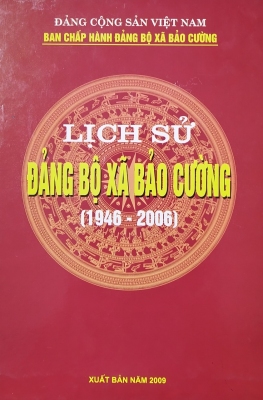 ĐẢNG CỘNG SẢN VIỆT NAM
BAN CHẤP HÀNH ĐẢNG BỘ XÃ BẢO CƯỜNG
LỊCH SỬ
ĐẢNG BỘ XÃ BẢO CƯỜNG
(1946 - 2006)
XUẤT BẢN NĂM 2009